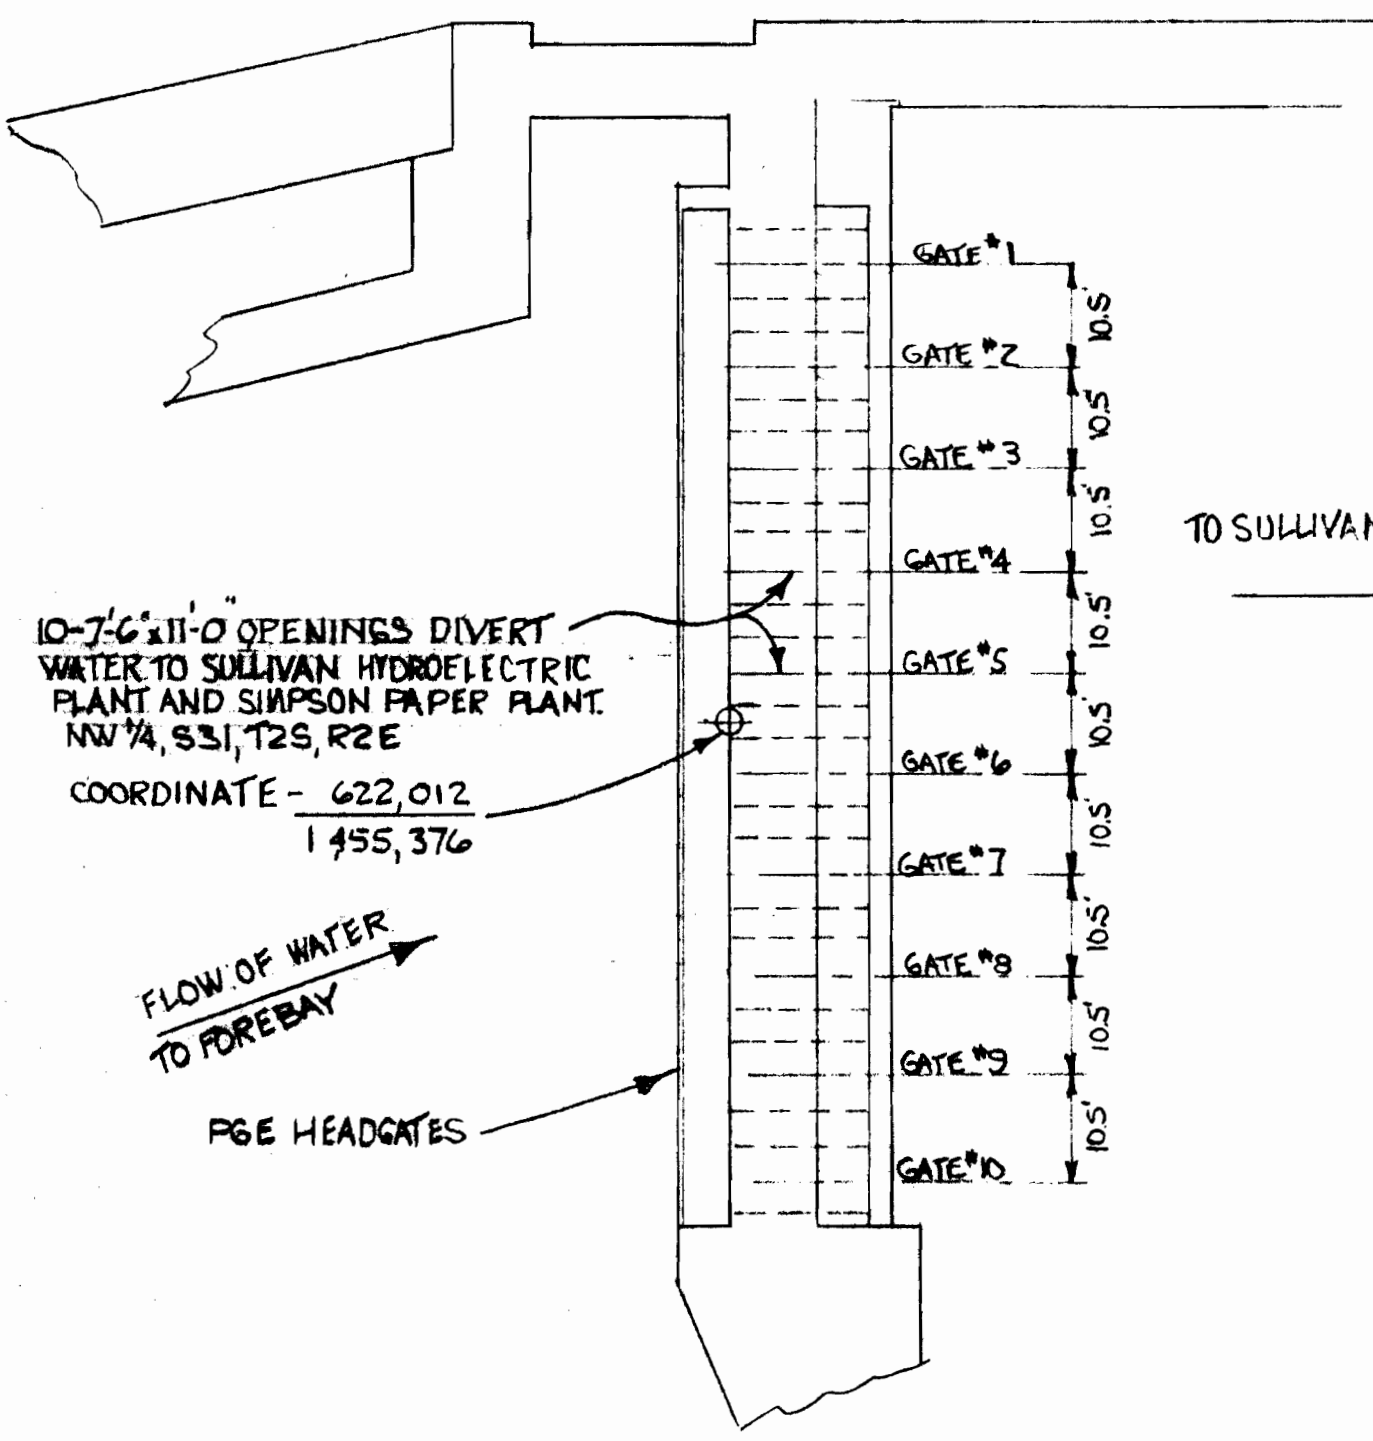 GATE #1
10.5'
GATE #2
10.5'
GATE #3
10.5'
GATE #4
TO SULLIVAN
10.5'
10-7'-6"x11'-0" OPENINGS DIVERT
WATER TO SULLIVAN HYDROELECTRIC
PLANT AND SIMPSON PAPER PLANT.
NW 1/4, S31, T2S, R2E
GATE #5
10.5'
COORDINATE - 622,012
1,455,376
GATE #6
10.5'
GATE #7
10.5'
FLOW OF WATER
TO FOREBAY
GATE #8
10.5'
GATE #9
10.5'
PGE HEADGATES
GATE #10